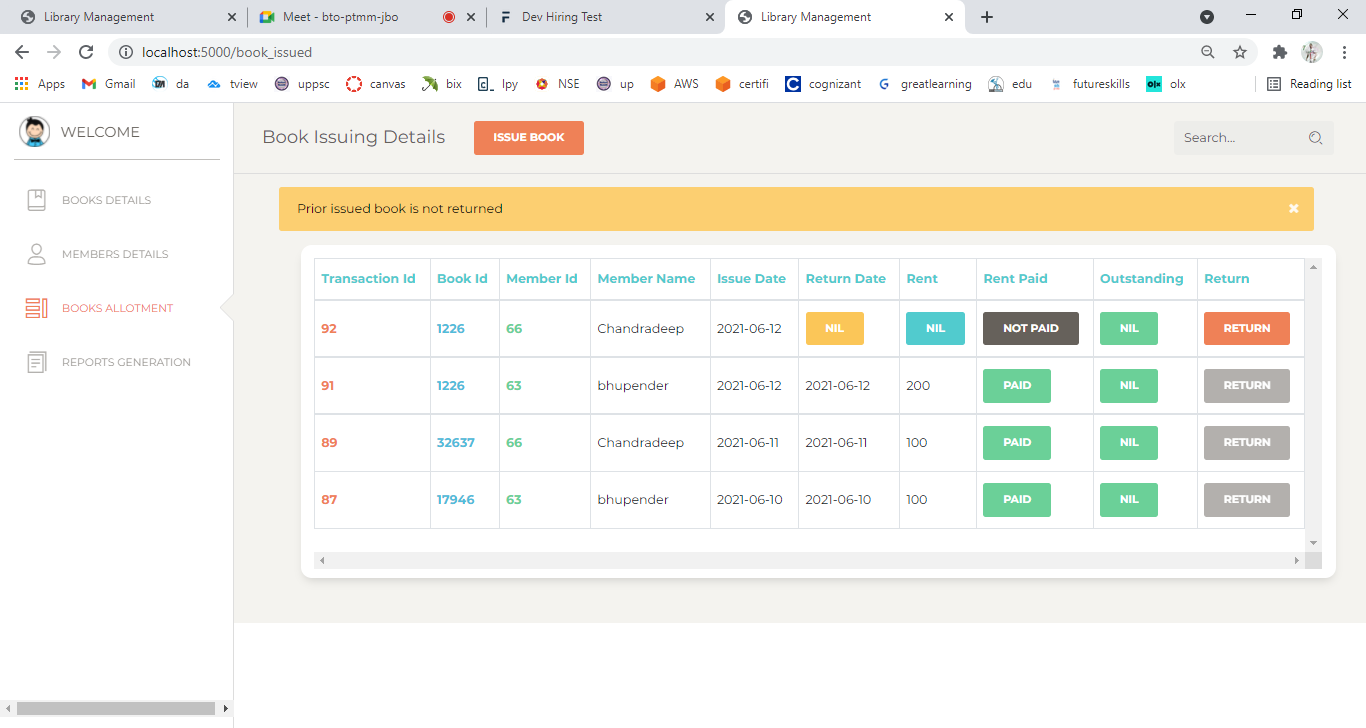 Library Management
Meet - bto-ptmm-jbo
Dev Hiring Test
Library Management
localhost:5000/book_issued
Apps Gmail da tview uppsc canvas bix lpy NSE up AWS certifi cognizant greatlearning edu futureskills olx Reading list
WELCOME
BOOKS DETAILS
MEMBERS DETAILS
BOOKS ALLOTMENT
REPORTS GENERATION
Book Issuing Details ISSUE BOOK Search...
Prior issued book is not returned
Transaction Id Book Id Member Id Member Name Issue Date Return Date Rent Rent Paid Outstanding Return
92 1226 66 Chandradeep 2021-06-12 NIL NIL NOT PAID NIL RETURN
91 1226 63 bhupender 2021-06-12 2021-06-12 200 PAID NIL RETURN
89 32637 66 Chandradeep 2021-06-11 2021-06-11 100 PAID NIL RETURN
87 17946 63 bhupender 2021-06-10 2021-06-10 100 PAID NIL RETURN